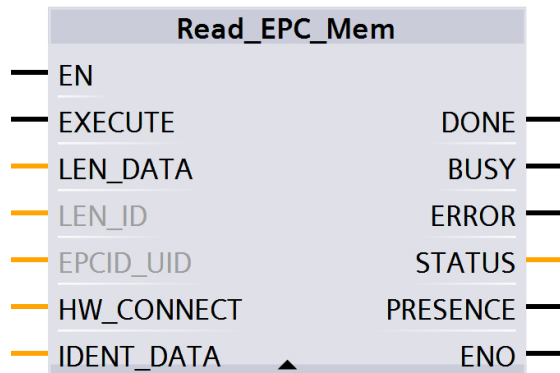 Read_EPC_Mem
EN
EXECUTE DONE
LEN_DATA BUSY
LEN_ID ERROR
EPCID_UID STATUS
HW_CONNECT PRESENCE
IDENT_DATA ENO